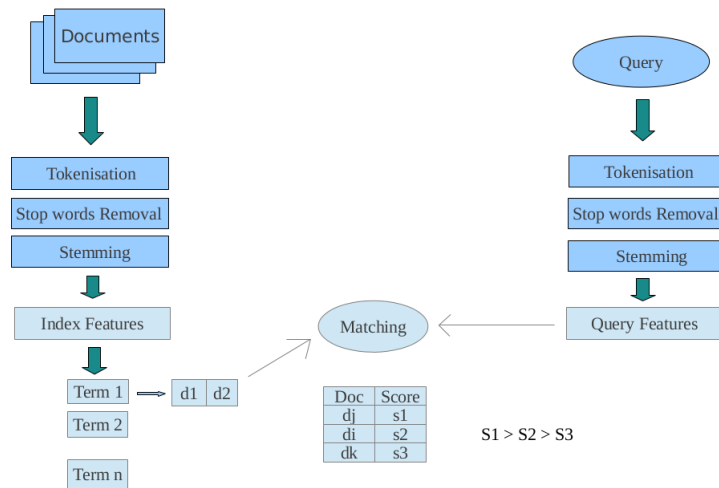 Documents
Query
Tokenisation
Stop words Removal
Stemming
Tokenisation
Stop words Removal
Stemming
Index Features
Matching
Query Features
Term 1
d1 d2
Term 2
Term n
Doc Score
dj s1
di s2
dk s3
S1 > S2 > S3